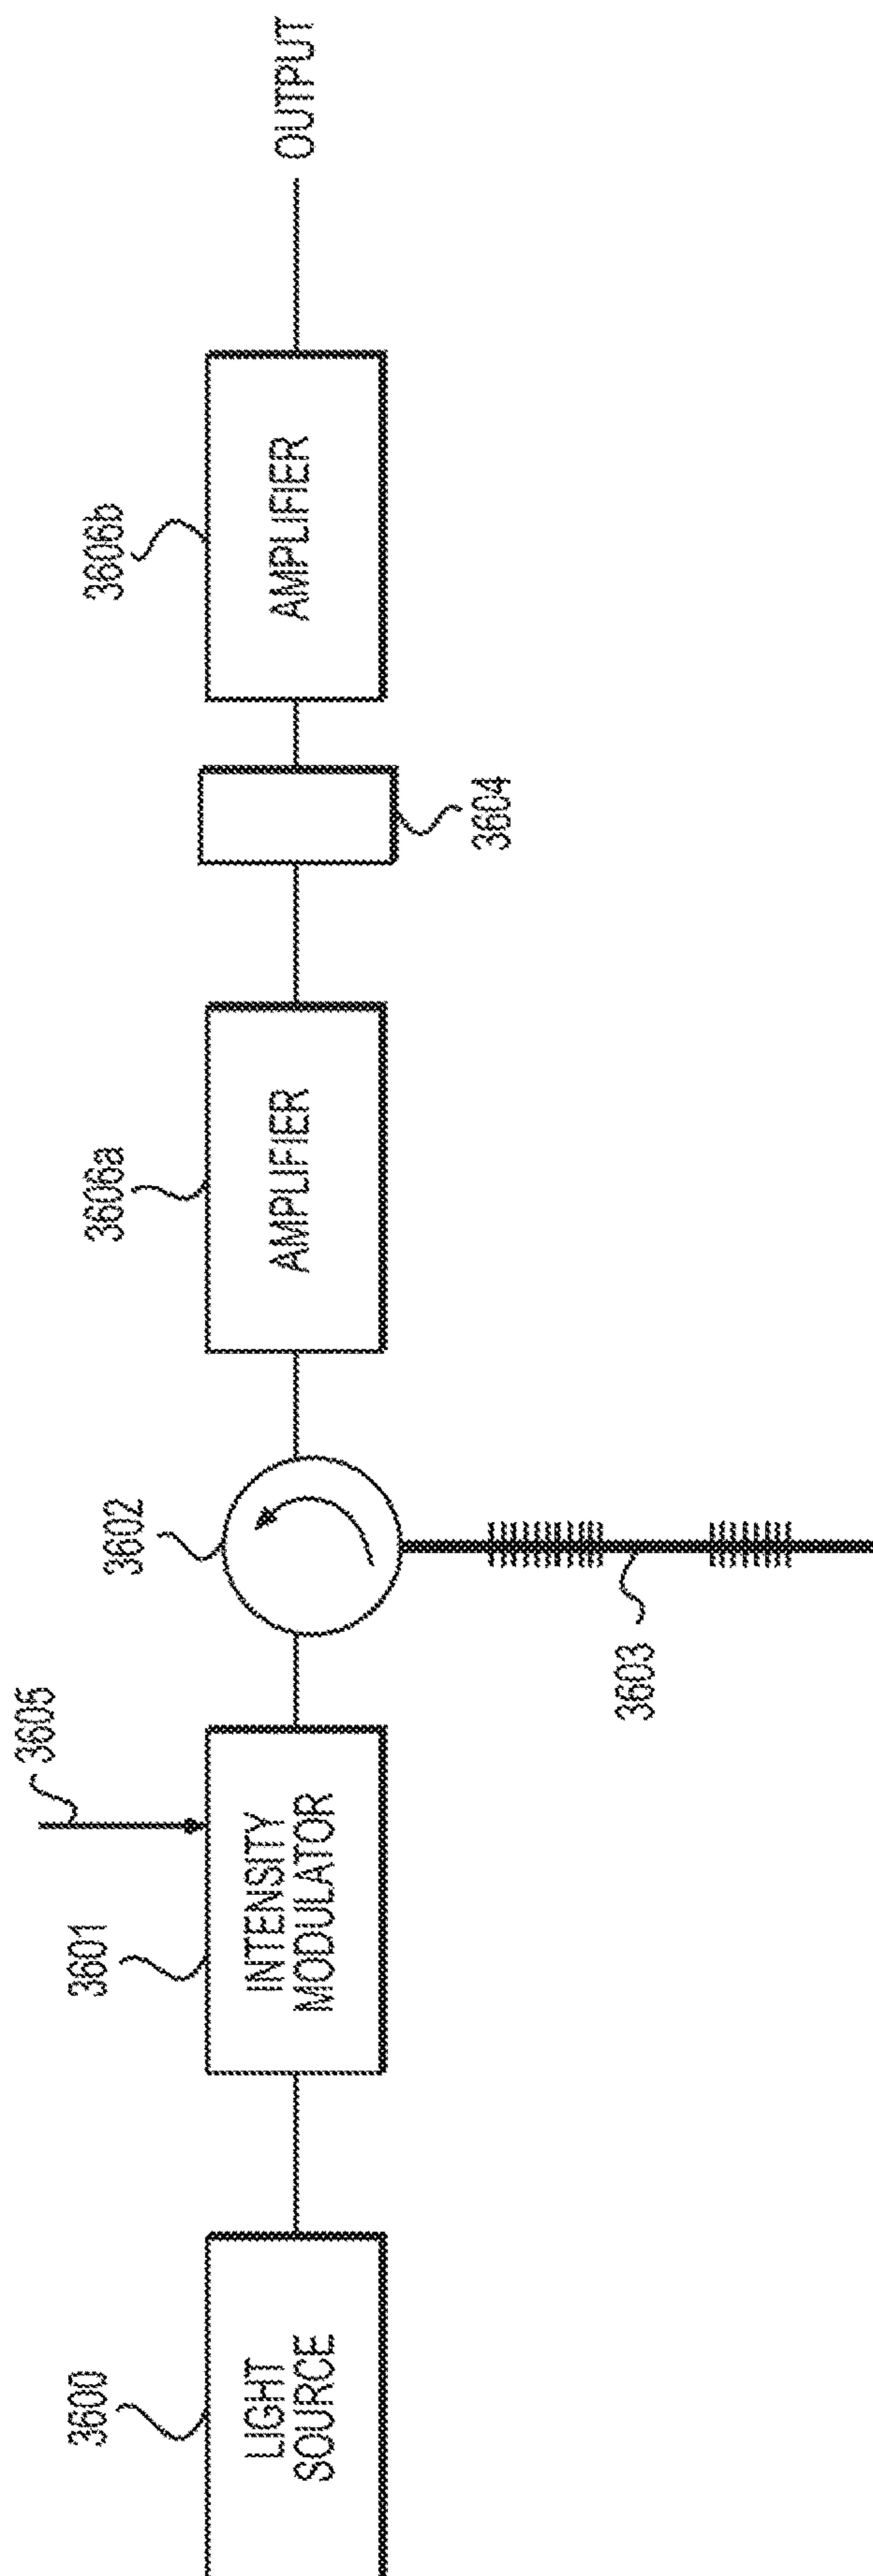 3600
LIGHT
SOURCE
3601
INTENSITY
MODULATOR
3605
3602
3603
3606a
AMPLIFIER
3604
3606b
AMPLIFIER
OUTPUT